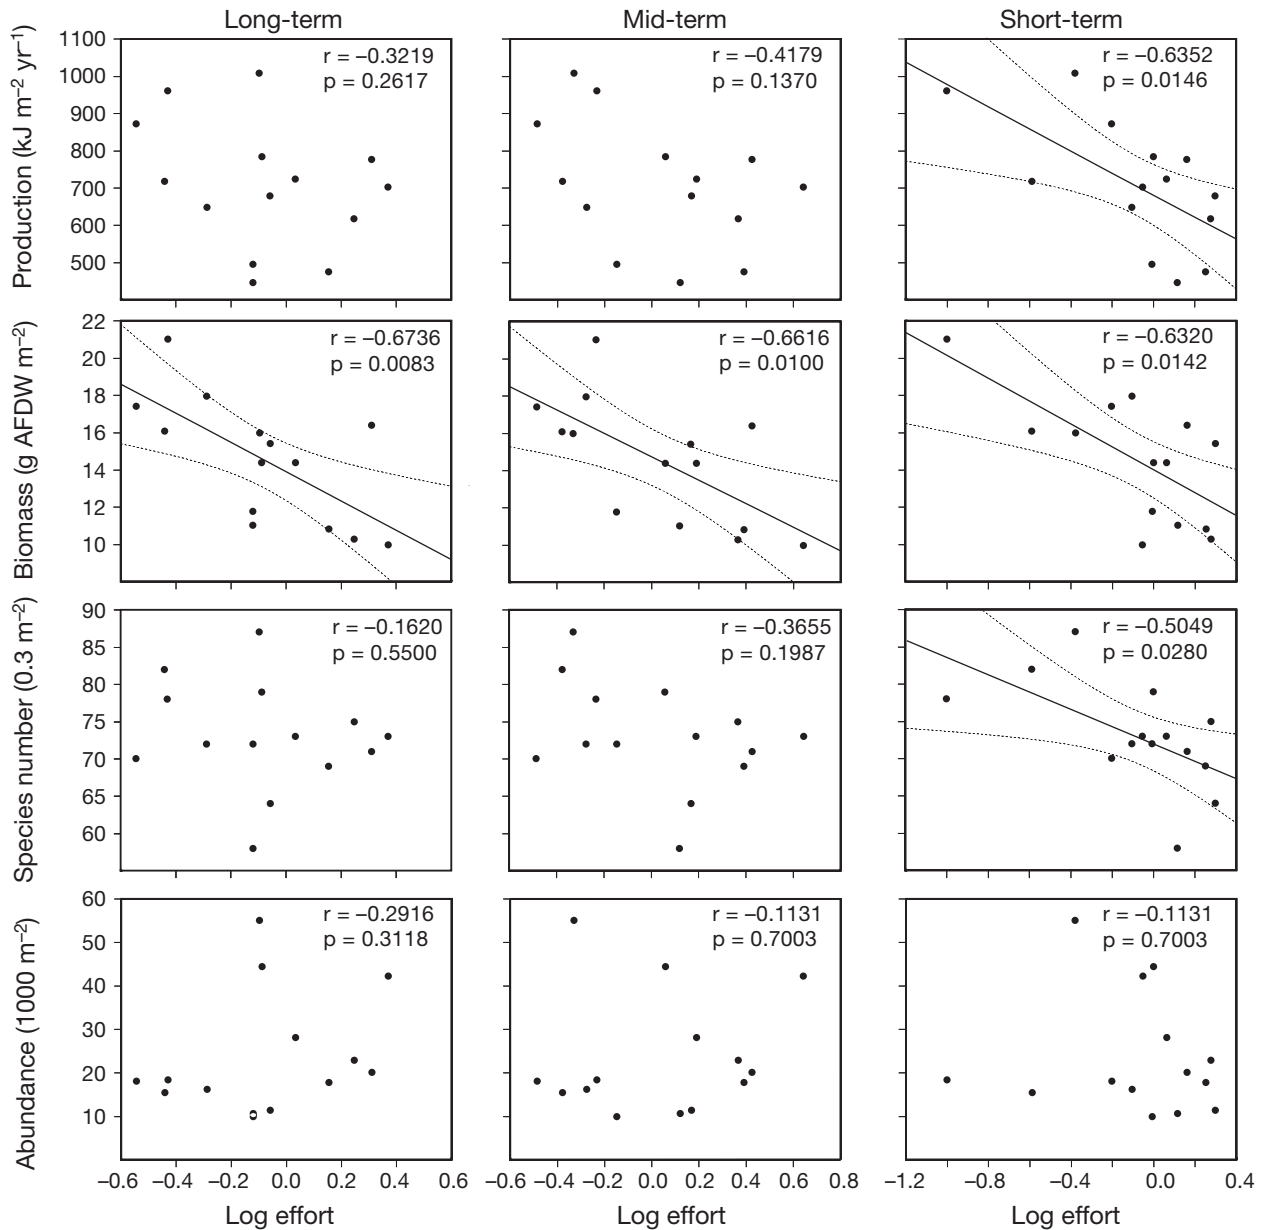 Long-term
Mid-term
Short-term
Production (kJ m⁻² yr⁻¹)
1100
1000
900
800
700
600
500
r = −0.3219
p = 0.2617
r = −0.4179
p = 0.1370
r = −0.6352
p = 0.0146
Biomass (g AFDW m⁻²)
22
20
18
16
14
12
10
r = −0.6736
p = 0.0083
r = −0.6616
p = 0.0100
r = −0.6320
p = 0.0142
Species number (0.3 m⁻²)
90
85
80
75
70
65
60
r = −0.1620
p = 0.5500
r = −0.3655
p = 0.1987
r = −0.5049
p = 0.0280
Abundance (1000 m⁻²)
60
50
40
30
20
10
r = −0.2916
p = 0.3118
r = −0.1131
p = 0.7003
r = −0.1131
p = 0.7003
−0.6 −0.4 −0.2 0.0 0.2 0.4 0.6
−0.6 −0.4 −0.2 0.0 0.2 0.4 0.6 0.8
−1.2 −0.8 −0.4 0.0 0.4
Log effort
Log effort
Log effort